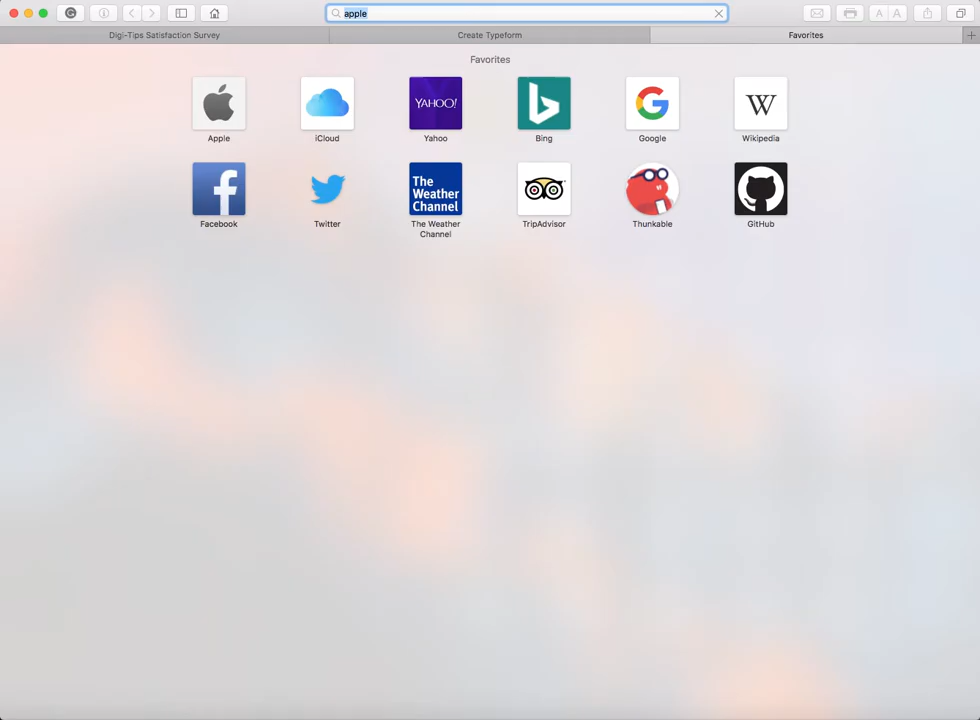 apple
A A
Digi-Tips Satisfaction Survey
Create Typeform
Favorites
Favorites
YAHOO!
b
G
W
Apple
iCloud
Yahoo
Bing
Google
Wikipedia
f
The
Weather
Channel
Facebook
Twitter
The Weather
Channel
TripAdvisor
Thunkable
GitHub